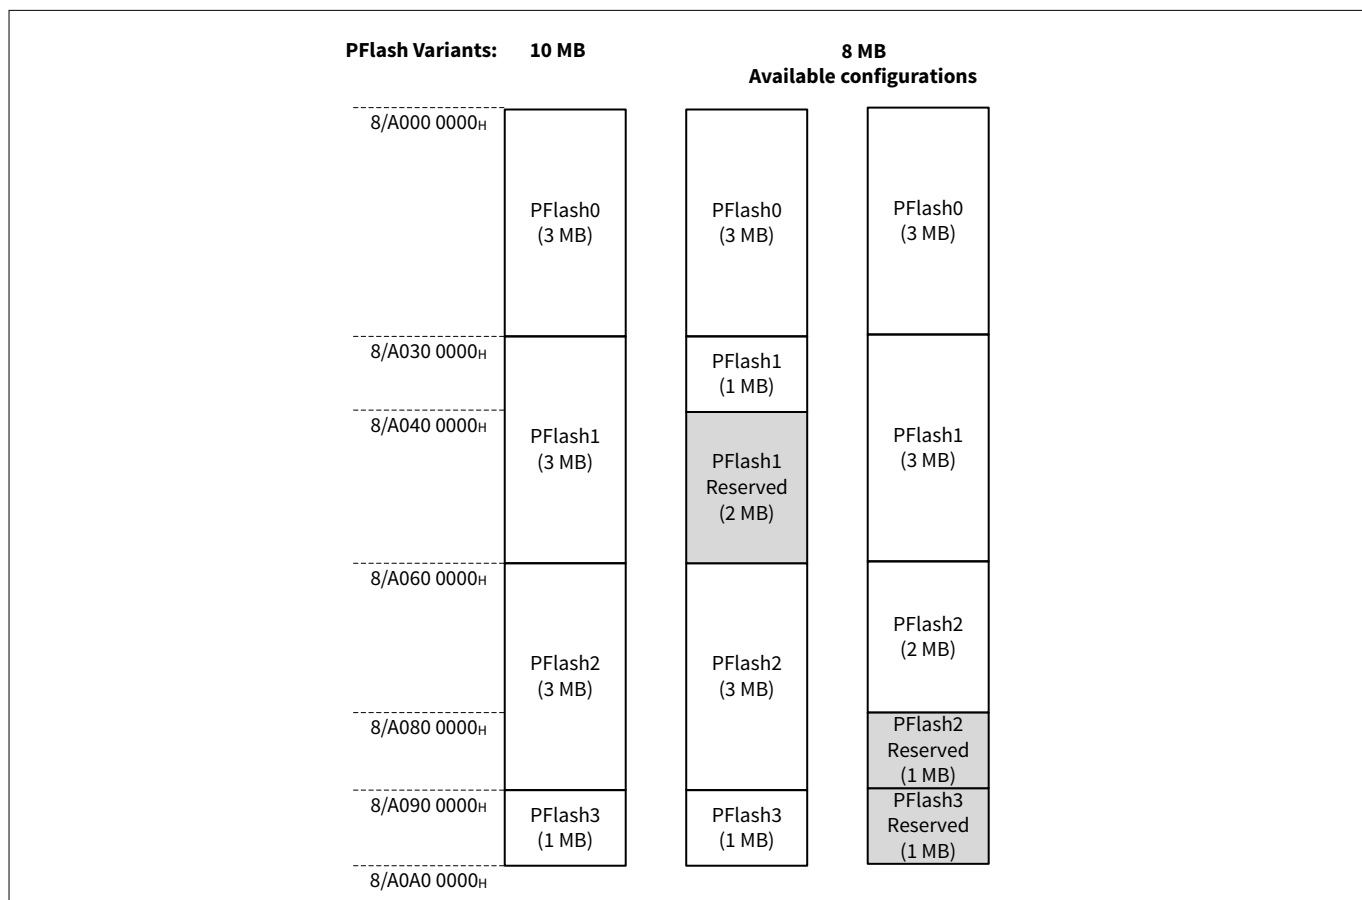 PFlash Variants: 10 MB 8 MB
Available configurations
8/A000 0000H
PFlash0
(3 MB)
PFlash0
(3 MB)
PFlash0
(3 MB)
8/A030 0000H
PFlash1
(1 MB)
8/A040 0000H
PFlash1
(3 MB)
PFlash1
Reserved
(2 MB)
PFlash1
(3 MB)
8/A060 0000H
PFlash2
(3 MB)
PFlash2
(3 MB)
PFlash2
(2 MB)
8/A080 0000H
PFlash2
Reserved
(1 MB)
8/A090 0000H
PFlash3
(1 MB)
PFlash3
(1 MB)
PFlash3
Reserved
(1 MB)
8/A0A0 0000H